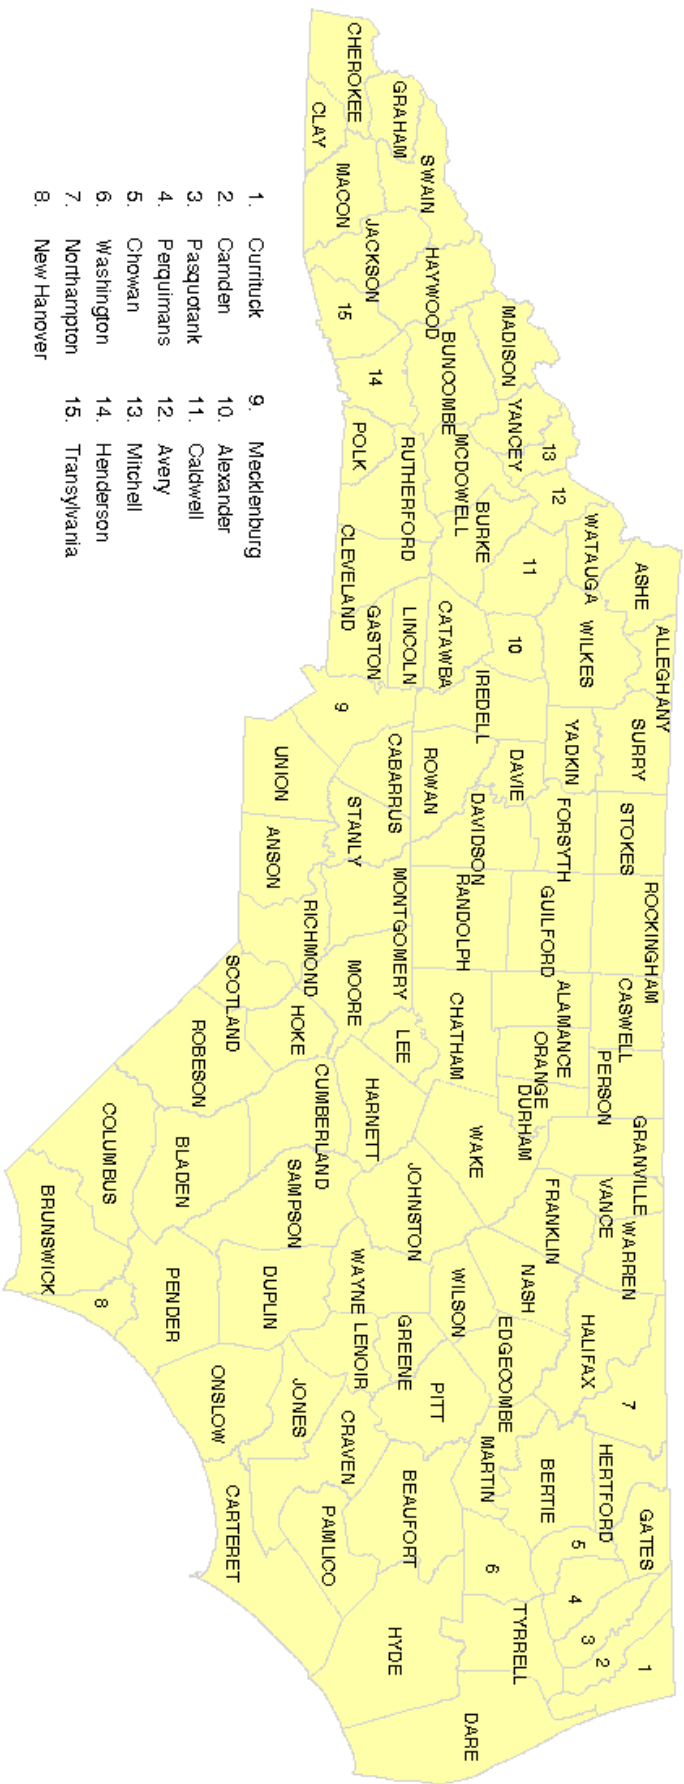 ALLEGHANY
ASHE
SURRY
STOKES
ROCKINGHAM
CASWELL
PERSON
GRANVILLE
VANCE
WARREN
7
HERTFORD
GATES
1
2
3
4
5
WATAUGA
WILKES
YADKIN
FORSYTH
GUILFORD
ALAMANCE
ORANGE
DURHAM
FRANKLIN
HALIFAX
BERTIE
13
12
11
10
MADISON
YANCEY
DAVIE
NASH
EDGECOMBE
MARTIN
6
TYRRELL
SWAIN
HAYWOOD
BUNCOMBE
MCDOWELL
BURKE
CATAWBA
IREDELL
ROWAN
DAVIDSON
RANDOLPH
CHATHAM
WAKE
WILSON
PITT
DARE
GRAHAM
CHEROKEE
JACKSON
14
RUTHERFORD
LINCOLN
CABARRUS
MONTGOMERY
LEE
JOHNSTON
GREENE
BEAUFORT
HYDE
CLAY
MACON
15
POLK
CLEVELAND
GASTON
9
STANLY
MOORE
HARNETT
WAYNE
LENOIR
CRAVEN
PAMLICO
UNION
ANSON
RICHMOND
HOKE
CUMBERLAND
SAMPSON
DUPLIN
JONES
SCOTLAND
ROBESON
ONSLOW
CARTERET
BLADEN
PENDER
COLUMBUS
8
BRUNSWICK
1. Currituck
2. Camden
3. Pasquotank
4. Perquimans
5. Chowan
6. Washington
7. Northampton
8. New Hanover
9. Mecklenburg
10. Alexander
11. Caldwell
12. Avery
13. Mitchell
14. Henderson
15. Transylvania